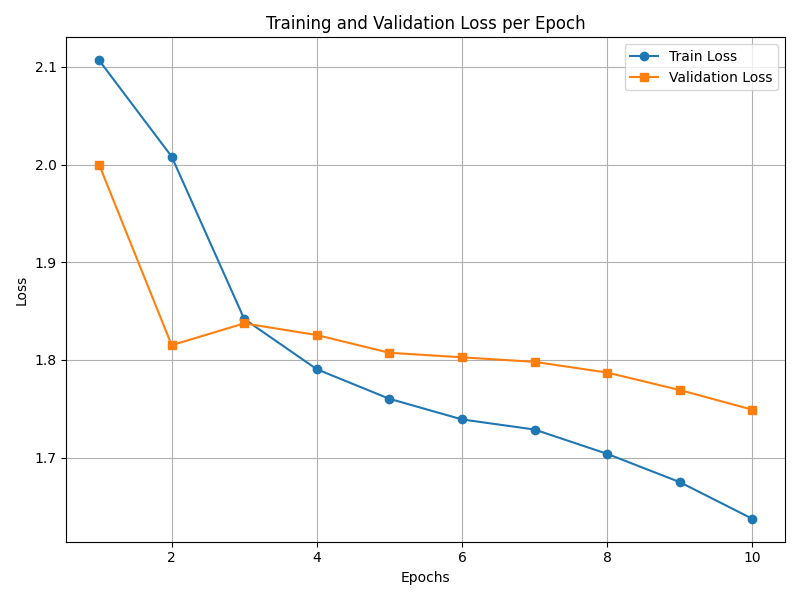 Training and Validation Loss per Epoch
Train Loss
Validation Loss
2.1
2.0
1.9
1.8
1.7
Loss
2 4 6 8 10
Epochs